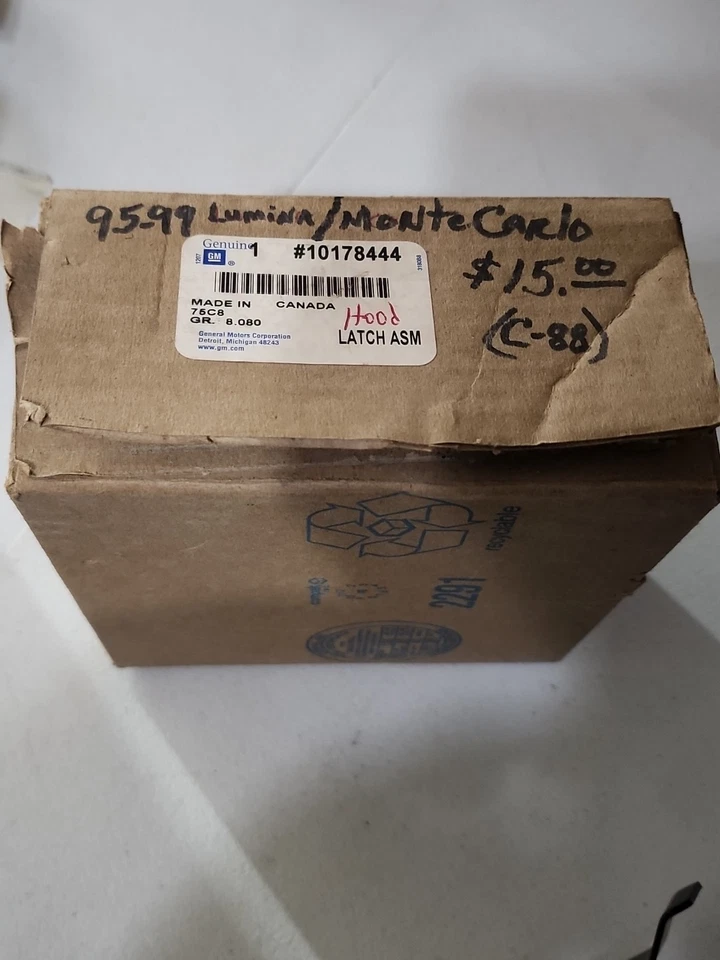 95-99 Lumina/Monte Carlo
$15.00
(C-88)
Genuine 1 #10178444
GM ®
MADE IN CANADA
75C8
GR. 8.080
Hood
LATCH ASM
General Motors Corporation
Detroit, Michigan 48243
www.gm.com
recyclable
2291